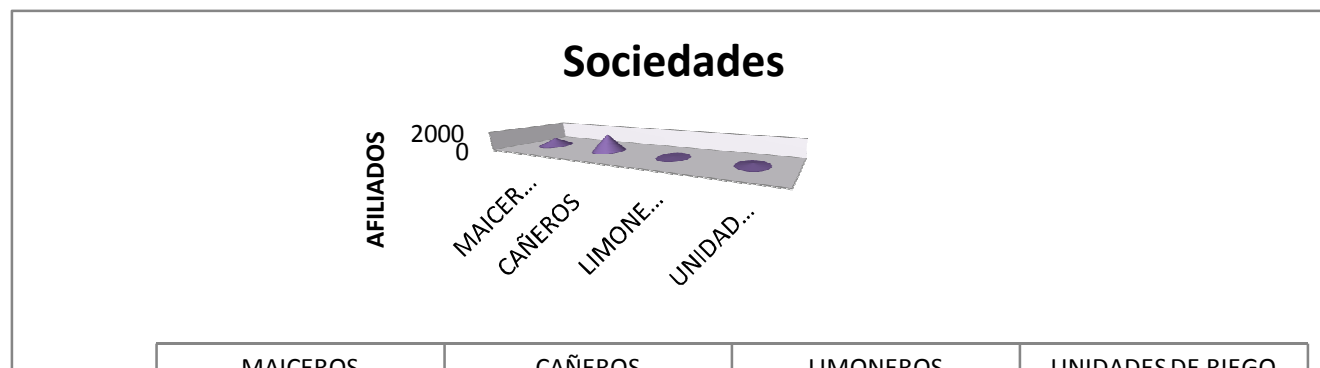 Sociedades
AFILIADOS
2000
0
MAICER...
CAÑEROS
LIMONE...
UNIDAD...
MAICEROS CAÑEROS LIMONEROS UNIDADES DE RIEGO